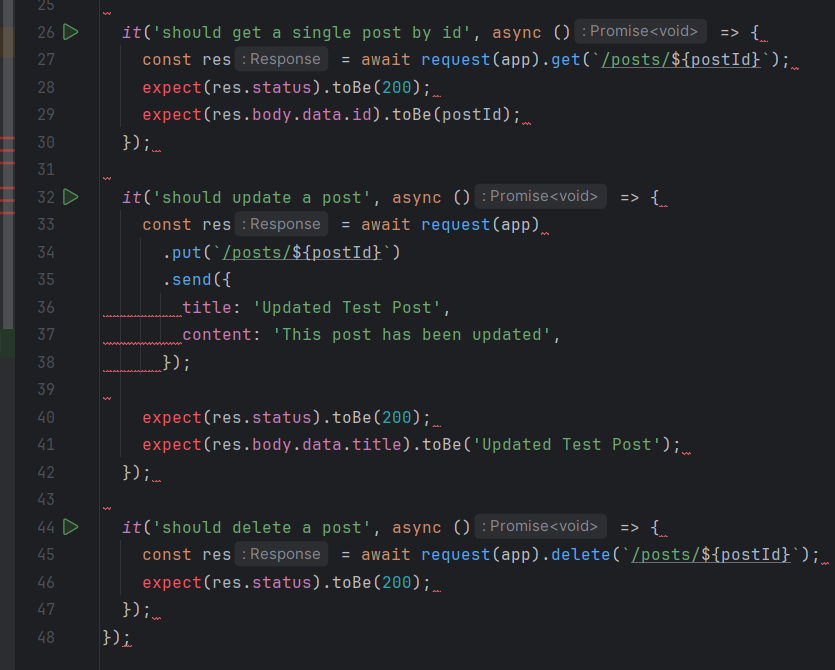 25
26 it('should get a single post by id', async () : Promise<void> => {
27 const res : Response = await request(app).get(`/posts/${postId}`);
28 expect(res.status).toBe(200);
29 expect(res.body.data.id).toBe(postId);
30 });
31
32 it('should update a post', async () : Promise<void> => {
33 const res : Response = await request(app)
34 .put(`/posts/${postId}`)
35 .send({
36 title: 'Updated Test Post',
37 content: 'This post has been updated',
38 });
39
40 expect(res.status).toBe(200);
41 expect(res.body.data.title).toBe('Updated Test Post');
42 });
43
44 it('should delete a post', async () : Promise<void> => {
45 const res : Response = await request(app).delete(`/posts/${postId}`);
46 expect(res.status).toBe(200);
47 });
48 });